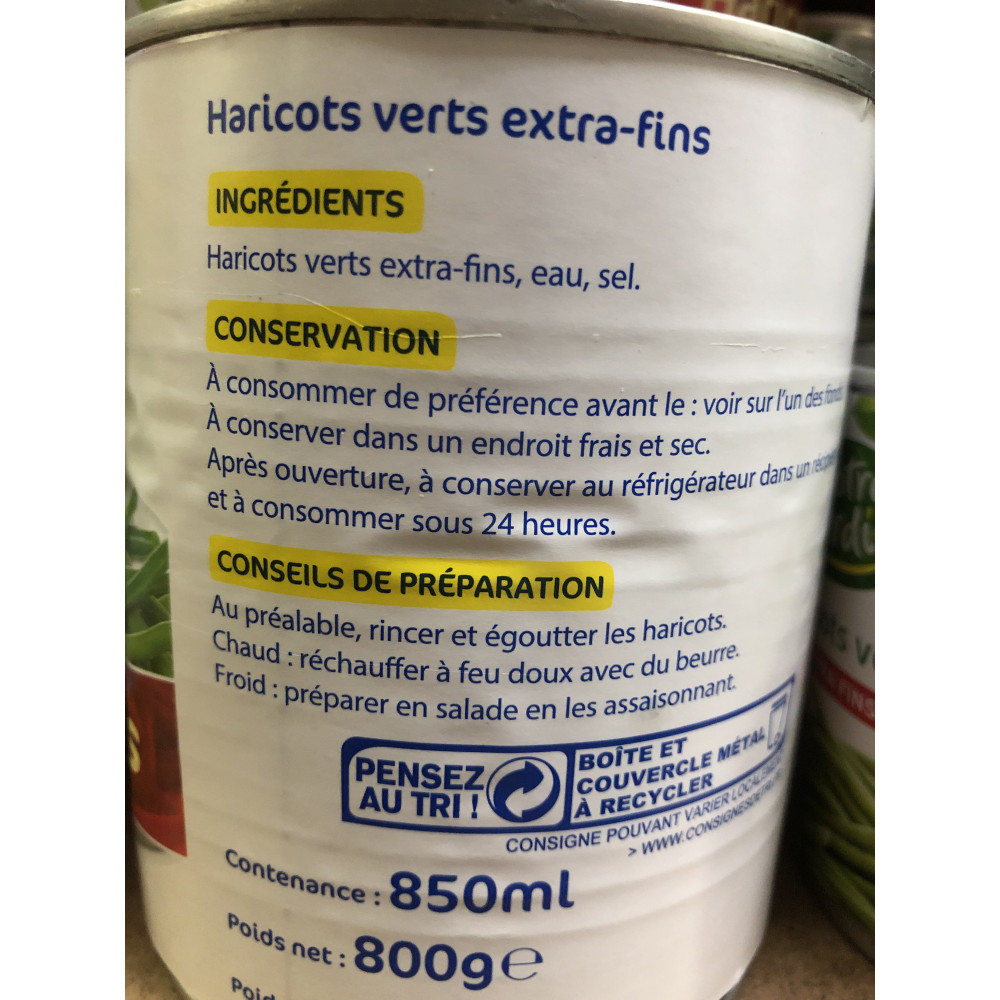 Haricots verts extra-fins
INGRÉDIENTS
Haricots verts extra-fins, eau, sel.
CONSERVATION
À consommer de préférence avant le : voir sur l'un des fonds
À conserver dans un endroit frais et sec.
Après ouverture, à conserver au réfrigérateur dans un
et à consommer sous 24 heures.
CONSEILS DE PRÉPARATION
Au préalable, rincer et égoutter les haricots.
Chaud : réchauffer à feu doux avec du beurre.
Froid : préparer en salade en les assaisonnant.
PENSEZ
AU TRI !
BOÎTE ET
COUVERCLE MÉTAL
À RECYCLER
CONSIGNE POUVANT VARIER LOCALEMENT
> WWW.CONSIGNESDETRI.FR
Contenance : 850ml
Poids net : 800g℮